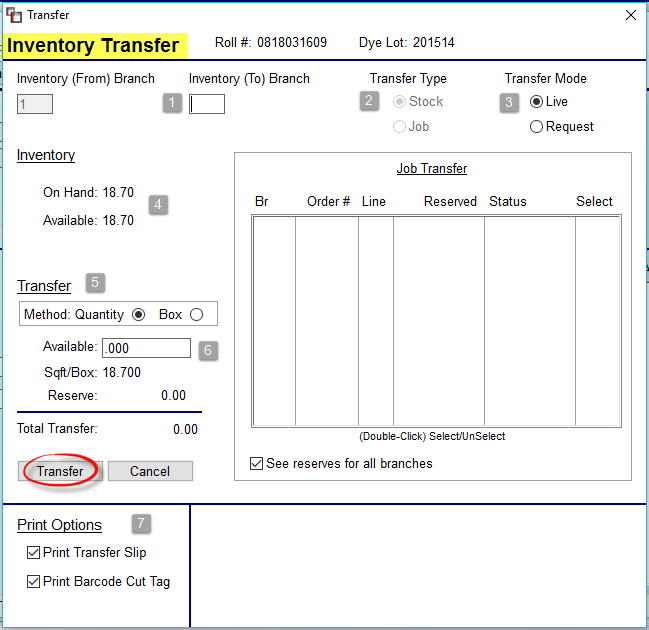 Transfer
Inventory Transfer Roll #: 0818031609 Dye Lot: 201514
Inventory (From) Branch Inventory (To) Branch Transfer Type Transfer Mode
1 1 2 Stock 3 Live
Job Request
Inventory
On Hand: 18.70
4
Available: 18.70
Job Transfer
Br Order # Line Reserved Status Select
Transfer 5
Method: Quantity Box
Available: .000 6
Sqft/Box: 18.700
Reserve: 0.00
Total Transfer: 0.00
(Double-Click) Select/UnSelect
Transfer Cancel
See reserves for all branches
Print Options 7
Print Transfer Slip
Print Barcode Cut Tag